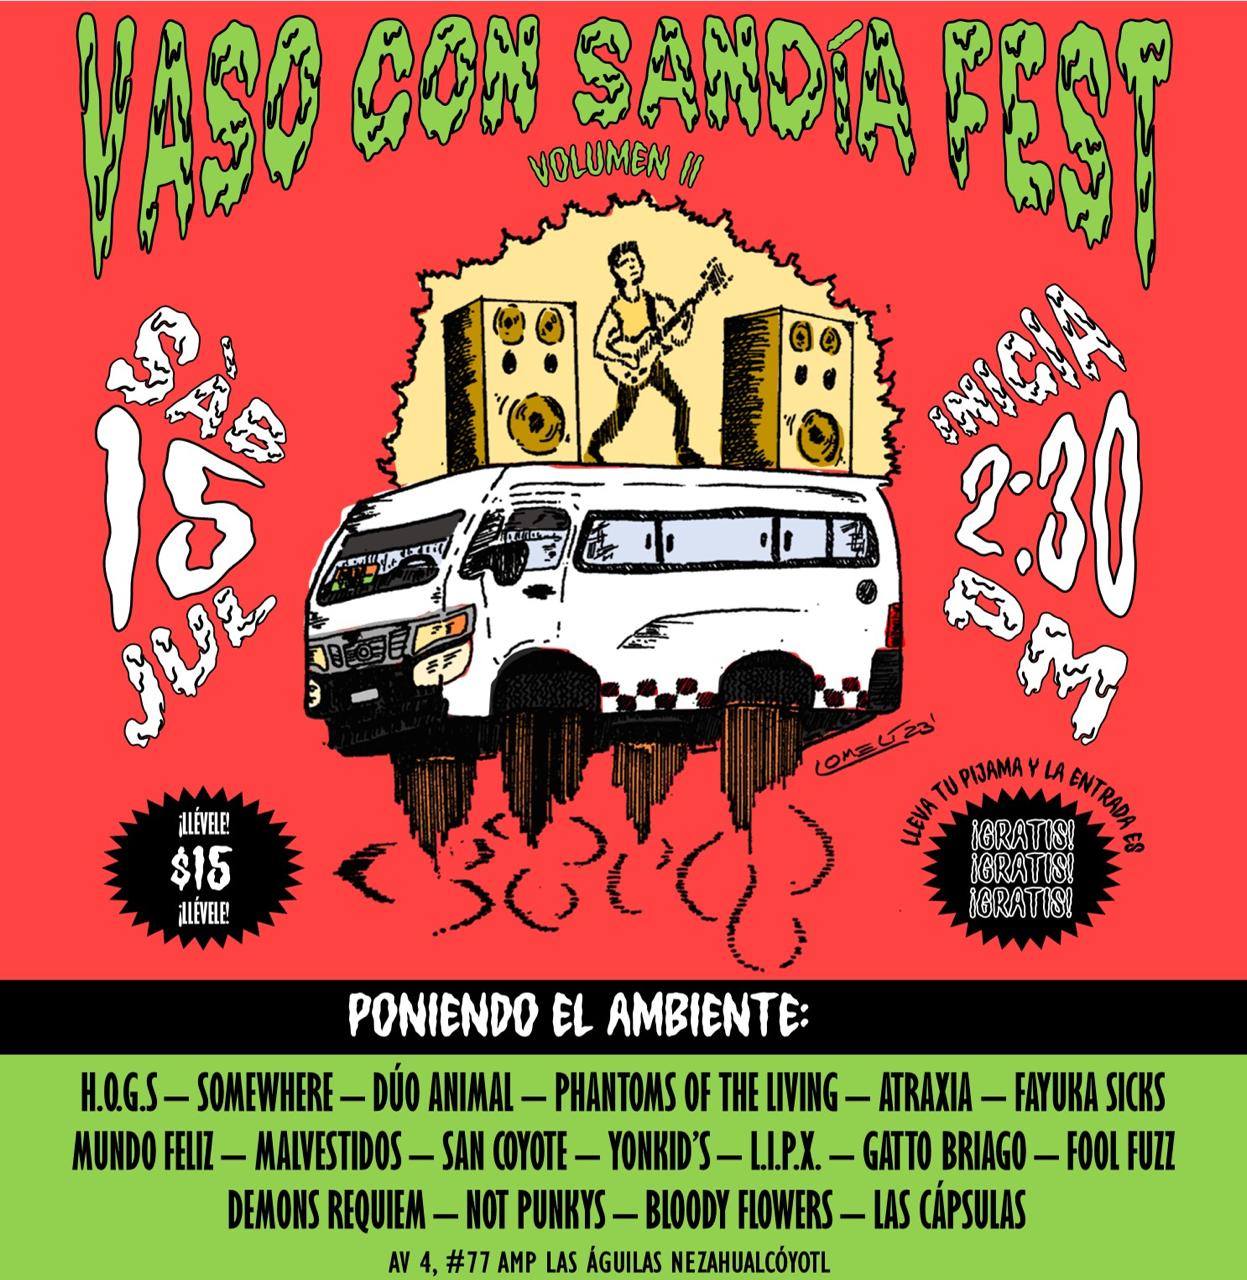 VASO CON SANDÍA FEST
VOLUMEN II
SÁB
15
JUL
INICIA
2:30
PM
LOMELÍ 23'
¡LLÉVELE!
$15
¡LLÉVELE!
LLEVA TU PIJAMA Y LA ENTRADA ES
¡GRATIS!
¡GRATIS!
¡GRATIS!
PONIENDO EL AMBIENTE:
H.O.G.S — SOMEWHERE — DÚO ANIMAL — PHANTOMS OF THE LIVING — ATRAXIA — FAYUKA SICKS
MUNDO FELIZ — MALVESTIDOS — SAN COYOTE — YONKID'S — L.I.P.X. — GATTO BRIAGO — FOOL FUZZ
DEMONS REQUIEM — NOT PUNKYS — BLOODY FLOWERS — LAS CÁPSULAS
AV 4, #77 AMP LAS ÁGUILAS NEZAHUALCÓYOTL